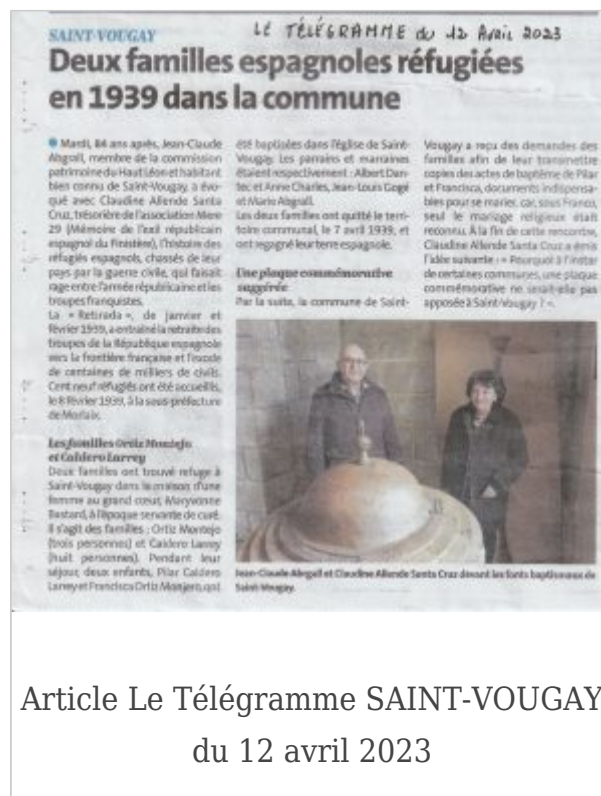 SAINT-VOUGAY
LE TÉLÉGRAMME du 12 Avril 2023
Deux familles espagnoles réfugiées
en 1939 dans la commune
Mardi, 84 ans après, Jean-Claude
Abgrall, membre de la commission
patrimoine du Haut Léon et habitant
bien connu de Saint-Vougay, a évo-
qué avec Claudine Allende Santa
Cruz, trésorière de l'association Mere
29 (Mémoire de l'exil républicain
espagnol du Finistère), l'histoire des
réfugiés espagnols, chassés de leur
pays par la guerre civile, qui faisait
rage entre l'armée républicaine et les
troupes franquistes.
La « Retirada », de janvier et
février 1939, a entraîné la retraite des
troupes de la République espagnole
vers la frontière française et l'exode
de centaines de milliers de civils.
Cent neuf réfugiés ont été accueillis,
le 8 février 1939, à la sous-préfecture
de Morlaix.
Les familles Ortiz Montejo
et Caldero Larrey
Deux familles ont trouvé refuge à
Saint-Vougay dans la maison d'une
femme au grand cœur, Maryvonne
Bastard, à l'époque servante de curé.
Il s'agit des familles : Ortiz Montejo
(trois personnes) et Caldero Larrey
(huit personnes). Pendant leur
séjour, deux enfants, Pilar Caldero
Larrey et Francisca Ortiz Montjero, ont
été baptisées dans l'église de Saint-
Vougay. Les parrains et marraines
étaient respectivement : Albert Dan-
tec et Anne Charles, Jean-Louis Gogé
et Marie Abgrall.
Les deux familles ont quitté le terri-
toire communal, le 7 avril 1939, et
ont regagné leur terre espagnole.
Une plaque commémorative
suggérée
Par la suite, la commune de Saint-
Vougay a reçu des demandes des
familles afin de leur transmettre
copies des actes de baptême de Pilar
et Francisca, documents indispensa-
bles pour se marier, car, sous Franco,
seul le mariage religieux était
reconnu. À la fin de cette rencontre,
Claudine Allende Santa Cruz a émis
l'idée suivante : « Pourquoi à l'instar
de certaines communes, une plaque
commémorative ne serait-elle pas
apposée à Saint-Vougay ? ».
Jean-Claude Abrgall et Claudine Allende Santa Cruz devant les fonts baptismaux de
Saint-Vougay.
Article Le Télégramme SAINT-VOUGAY
du 12 avril 2023